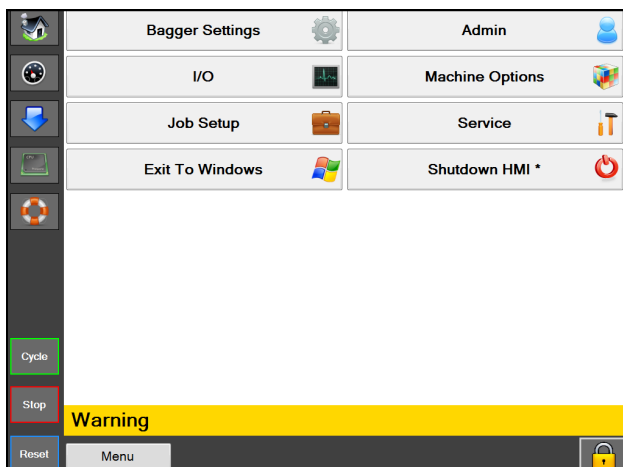 Bagger Settings
Admin
I/O
Machine Options
Job Setup
Service
Exit To Windows
Shutdown HMI *
Cycle
Stop
Warning
Reset
Menu